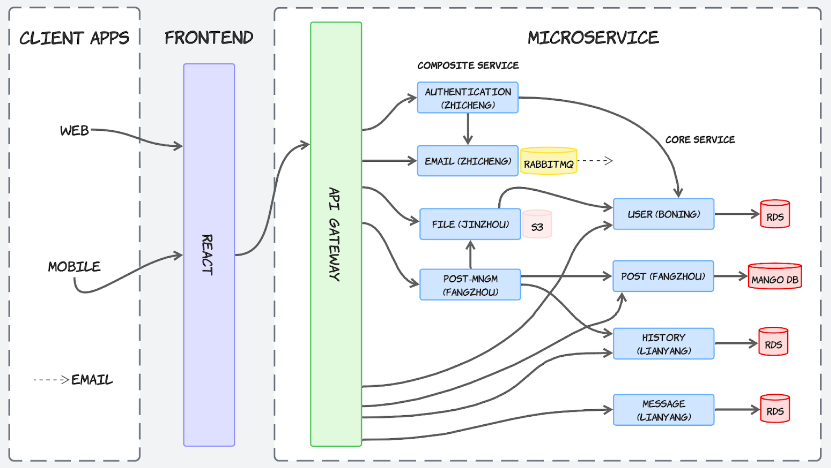 CLIENT APPS
FRONTEND
MICROSERVICE
COMPOSITE SERVICE
AUTHENTICATION
(ZHICHENG)
WEB
CORE SERVICE
EMAIL (ZHICHENG)
RABBITMQ
REACT
API GATEWAY
FILE (JINZHOU)
S3
USER (BONING)
RDS
MOBILE
POST-MNGM
(FANGZHOU)
POST (FANGZHOU)
MANGO DB
HISTORY
(LIANYANG)
RDS
EMAIL
MESSAGE
(LIANYANG)
RDS